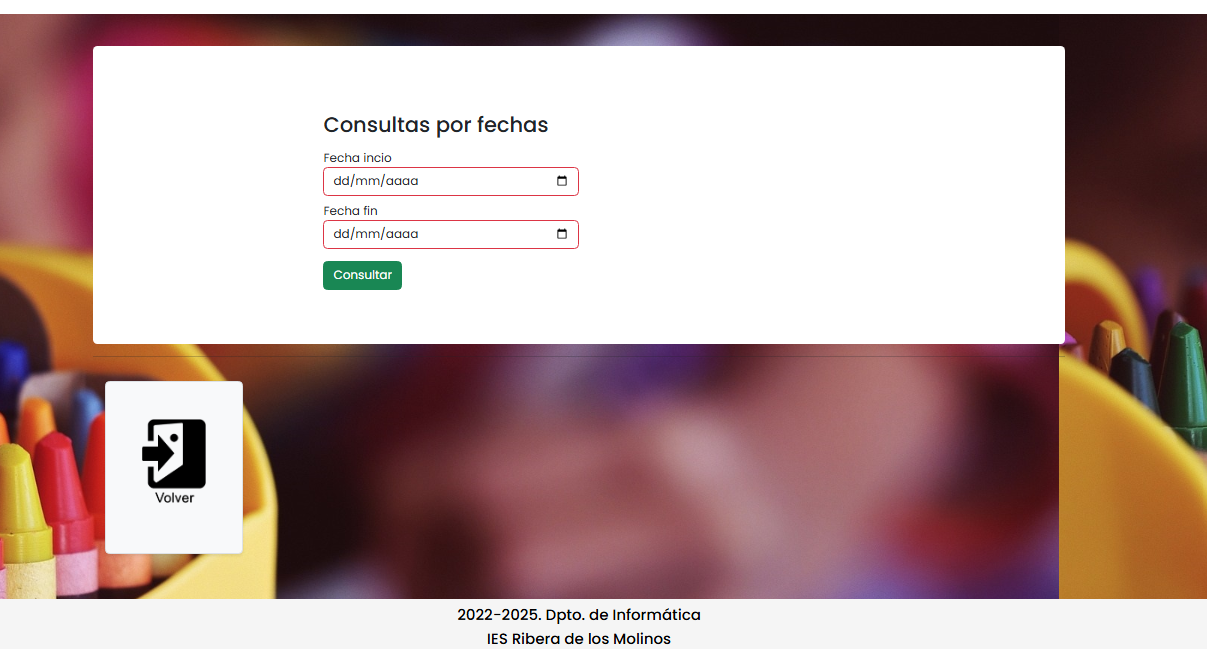 Consultas por fechas
Fecha incio
dd/mm/aaaa
Fecha fin
dd/mm/aaaa
Consultar
Volver
2022-2025. Dpto. de Informática
IES Ribera de los Molinos